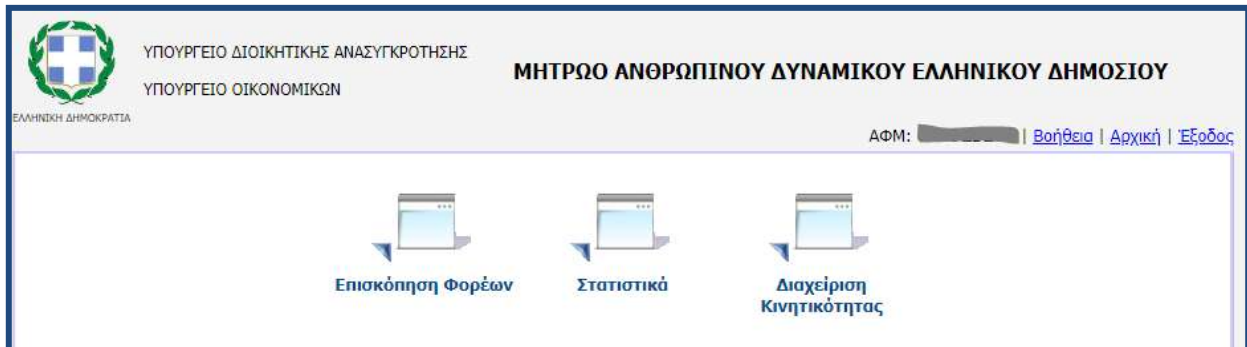 ΥΠΟΥΡΓΕΙΟ ΔΙΟΙΚΗΤΙΚΗΣ ΑΝΑΣΥΓΚΡΟΤΗΣΗΣ
ΥΠΟΥΡΓΕΙΟ ΟΙΚΟΝΟΜΙΚΩΝ
ΜΗΤΡΩΟ ΑΝΘΡΩΠΙΝΟΥ ΔΥΝΑΜΙΚΟΥ ΕΛΛΗΝΙΚΟΥ ΔΗΜΟΣΙΟΥ
ΕΛΛΗΝΙΚΗ ΔΗΜΟΚΡΑΤΙΑ
ΑΦΜ: | Βοήθεια | Αρχική | Έξοδος
Επισκόπηση Φορέων
Στατιστικά
Διαχείριση
Κινητικότητας